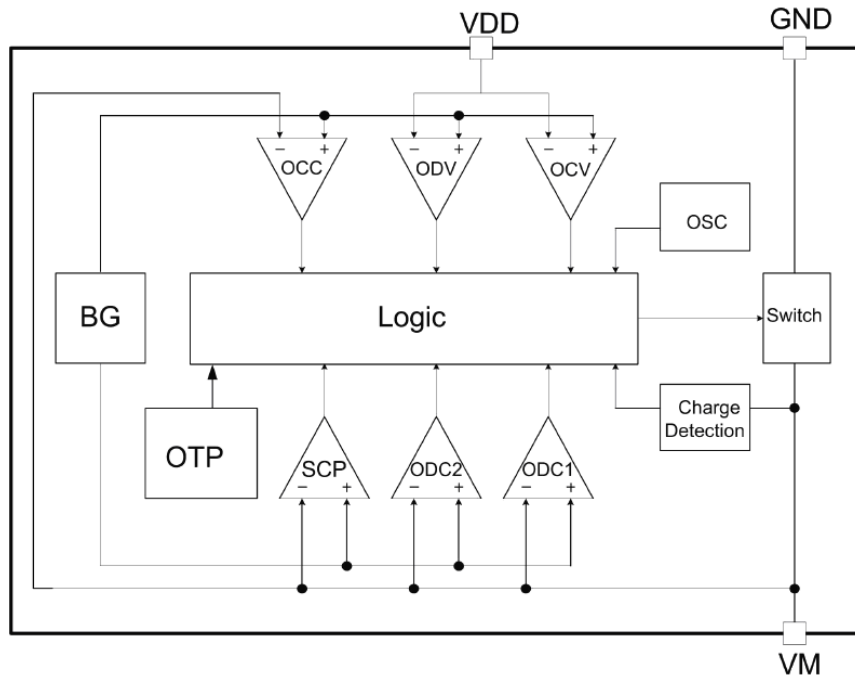 VDD
GND
− +
OCC
− +
ODV
− +
OCV
OSC
BG
Logic
Switch
OTP
SCP
− +
ODC2
− +
ODC1
− +
Charge
Detection
VM